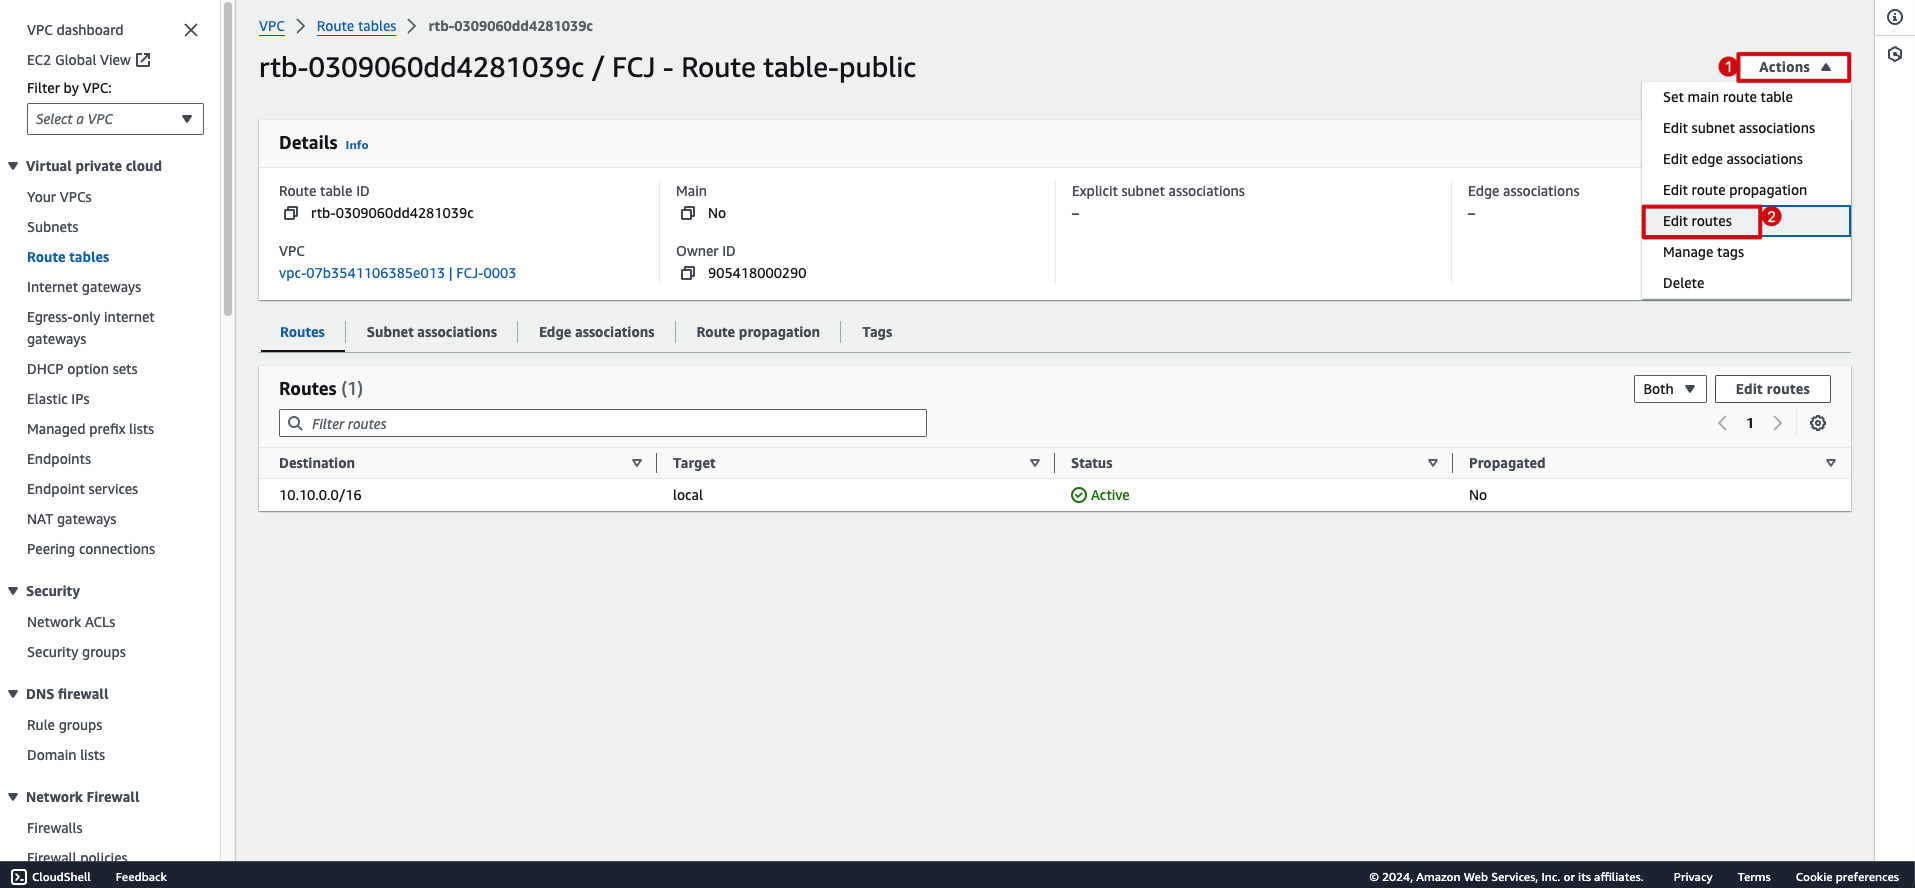 VPC dashboard
EC2 Global View
Filter by VPC:
Select a VPC
Virtual private cloud
Your VPCs
Subnets
Route tables
Internet gateways
Egress-only internet
gateways
DHCP option sets
Elastic IPs
Managed prefix lists
Endpoints
Endpoint services
NAT gateways
Peering connections
Security
Network ACLs
Security groups
DNS firewall
Rule groups
Domain lists
Network Firewall
Firewalls
Firewall policies
VPC > Route tables > rtb-0309060dd4281039c
rtb-0309060dd4281039c / FCJ - Route table-public
1 Actions
Set main route table
Edit subnet associations
Edit edge associations
Edit route propagation
Edit routes 2
Manage tags
Delete
Details Info
Route table ID
rtb-0309060dd4281039c
VPC
vpc-07b3541106385e013 | FCJ-0003
Main
No
Owner ID
905418000290
Explicit subnet associations
–
Edge associations
–
Routes Subnet associations Edge associations Route propagation Tags
Routes (1)
Both Edit routes
Filter routes
1
Destination Target Status Propagated
10.10.0.0/16 local Active No
CloudShell Feedback © 2024, Amazon Web Services, Inc. or its affiliates. Privacy Terms Cookie preferences